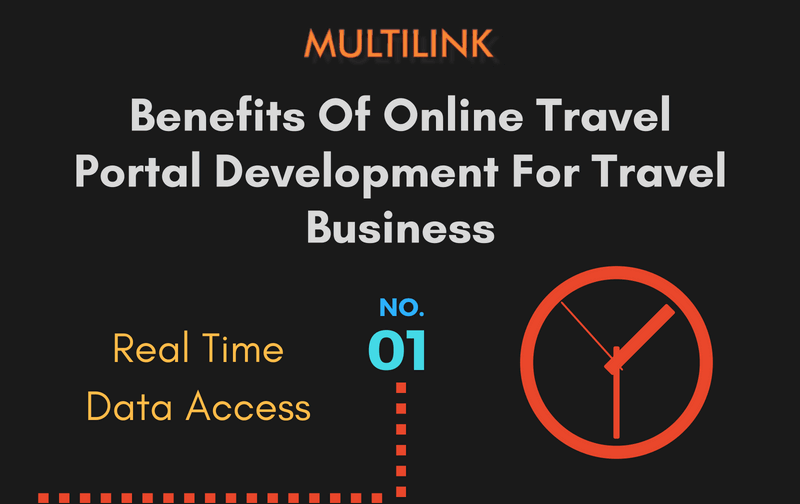 MULTILINK
Benefits Of Online Travel
Portal Development For Travel
Business
NO.
01
Real Time
Data Access